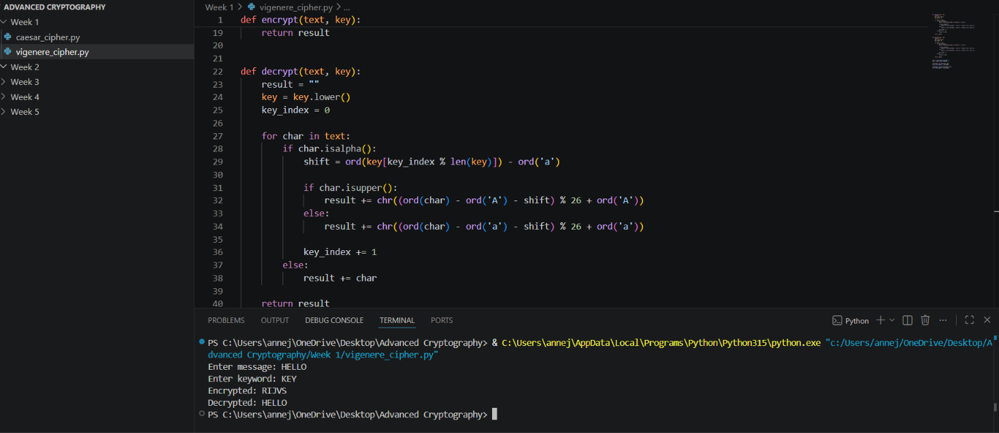 ADVANCED CRYPTOGRAPHY
Week 1
caesar_cipher.py
vigenere_cipher.py
Week 2
Week 3
Week 4
Week 5
Week 1 > vigenere_cipher.py > ...
1 def encrypt(text, key):
19 return result
20
21
22 def decrypt(text, key):
23 result = ""
24 key = key.lower()
25 key_index = 0
26
27 for char in text:
28 if char.isalpha():
29 shift = ord(key[key_index % len(key)]) - ord('a')
30
31 if char.isupper():
32 result += chr((ord(char) - ord('A') - shift) % 26 + ord('A'))
33 else:
34 result += chr((ord(char) - ord('a') - shift) % 26 + ord('a'))
35
36 key_index += 1
37 else:
38 result += char
39
40 return result
PROBLEMS OUTPUT DEBUG CONSOLE TERMINAL PORTS Python
PS C:\Users\annej\OneDrive\Desktop\Advanced Cryptography> & C:\Users\annej\AppData\Local\Programs\Python\Python315\python.exe "c:/Users/annej/OneDrive/Desktop/A
dvanced Cryptography/Week 1/vigenere_cipher.py"
Enter message: HELLO
Enter keyword: KEY
Encrypted: RIJVS
Decrypted: HELLO
PS C:\Users\annej\OneDrive\Desktop\Advanced Cryptography>